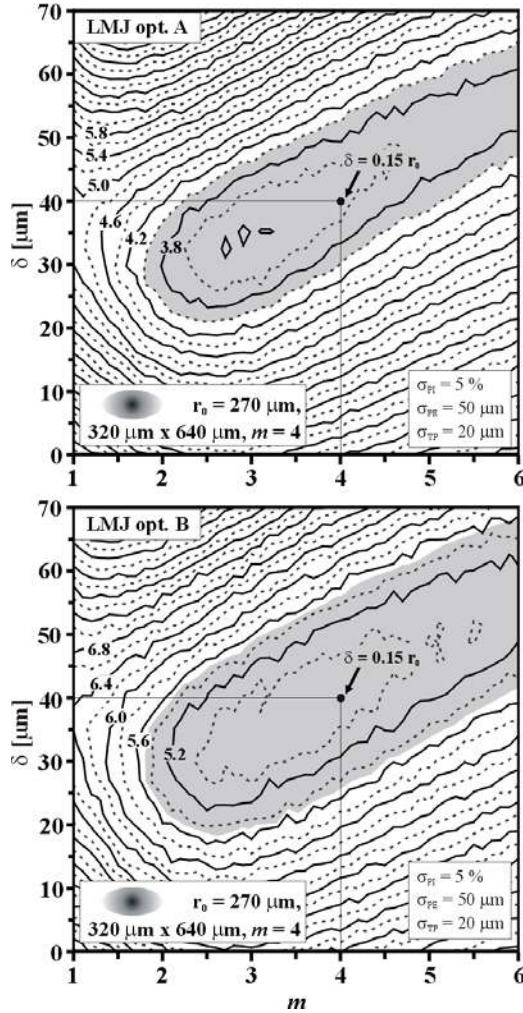 LMJ opt. A
70
60
50
40
30
20
10
0
δ [μm]
5.8
5.4
5.0
4.6
4.2
3.8
δ = 0.15 r₀
r₀ = 270 μm,
320 μm x 640 μm, m = 4
σ_PI = 5 %
σ_PE = 50 μm
σ_TP = 20 μm
1 2 3 4 5 6
LMJ opt. B
70
60
50
40
30
20
10
0
δ [μm]
6.8
6.4
6.0
5.6
5.2
δ = 0.15 r₀
r₀ = 270 μm,
320 μm x 640 μm, m = 4
σ_PI = 5 %
σ_PE = 50 μm
σ_TP = 20 μm
1 2 3 4 5 6
m